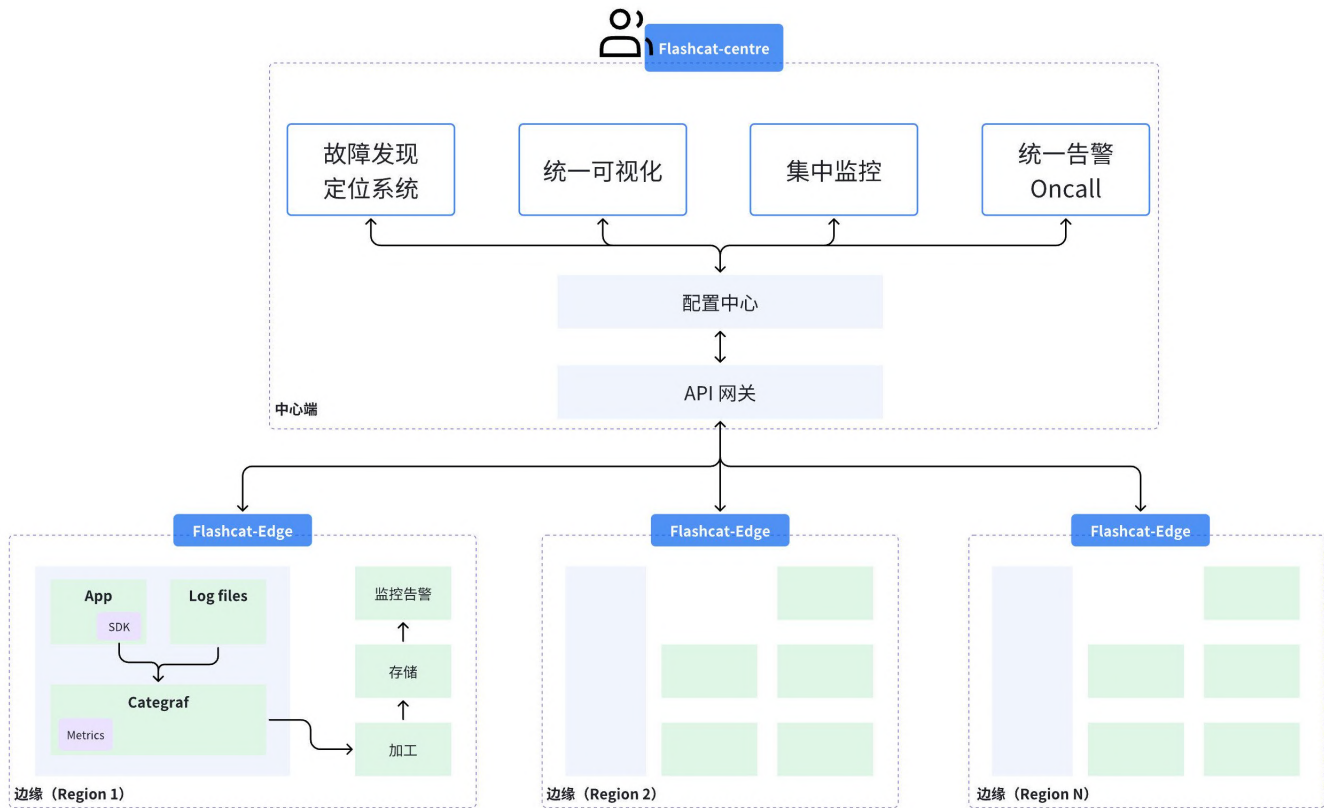 Flashcat-centre
故障发现
定位系统
统一可视化
集中监控
统一告警
Oncall
配置中心
API 网关
中心端
Flashcat-Edge
Flashcat-Edge
Flashcat-Edge
App
SDK
Log files
监控告警
存储
Categraf
Metrics
加工
边缘（Region 1）
边缘（Region 2）
边缘（Region N）